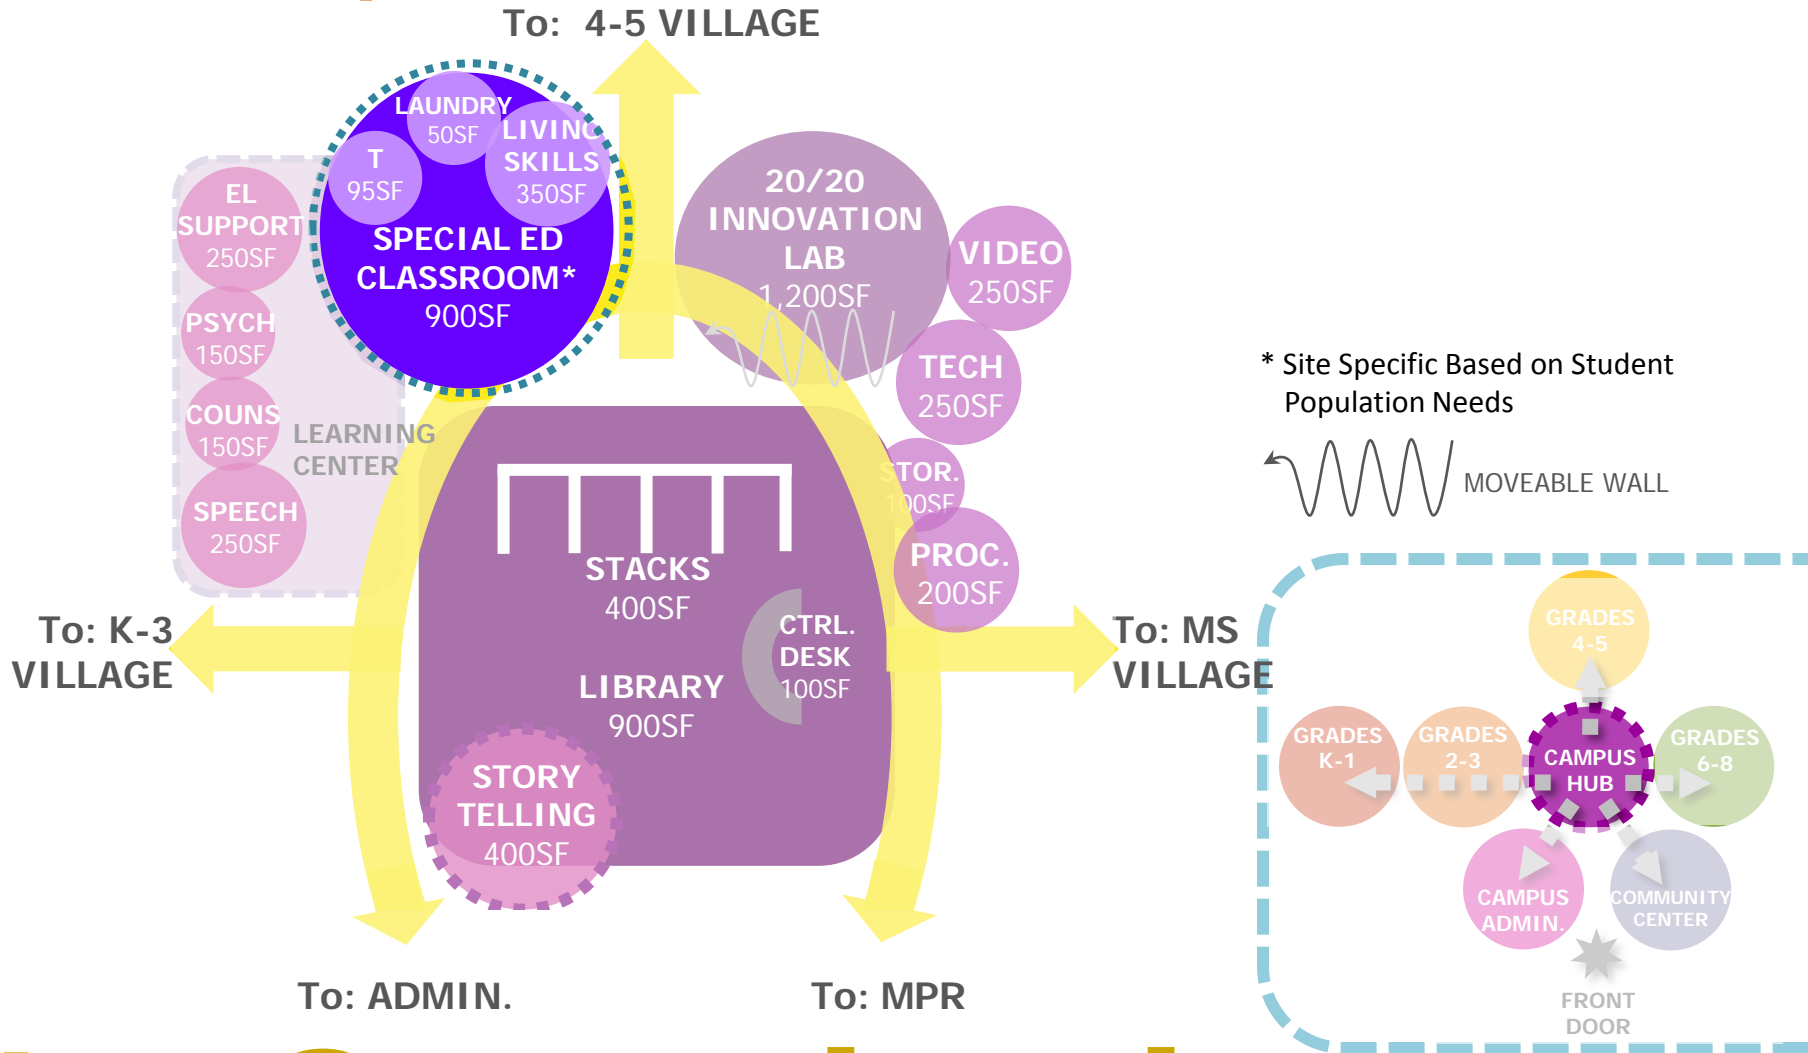 To: 4-5 VILLAGE
LAUNDRY
50SF
LIVING
SKILLS
350SF
T
95SF
SPECIAL ED
CLASSROOM*
900SF
EL
SUPPORT
250SF
PSYCH
150SF
COUNS
150SF
SPEECH
250SF
LEARNING
CENTER
20/20
INNOVATION
LAB
1,200SF
VIDEO
250SF
TECH
250SF
STOR.
100SF
PROC.
200SF
STACKS
400SF
CTRL.
DESK
100SF
LIBRARY
900SF
STORY
TELLING
400SF
To: K-3
VILLAGE
To: MS
VILLAGE
To: ADMIN.
To: MPR
* Site Specific Based on Student
Population Needs
MOVEABLE WALL
GRADES
4-5
GRADES
K-1
GRADES
2-3
CAMPUS
HUB
GRADES
6-8
CAMPUS
ADMIN.
COMMUNITY
CENTER
FRONT
DOOR